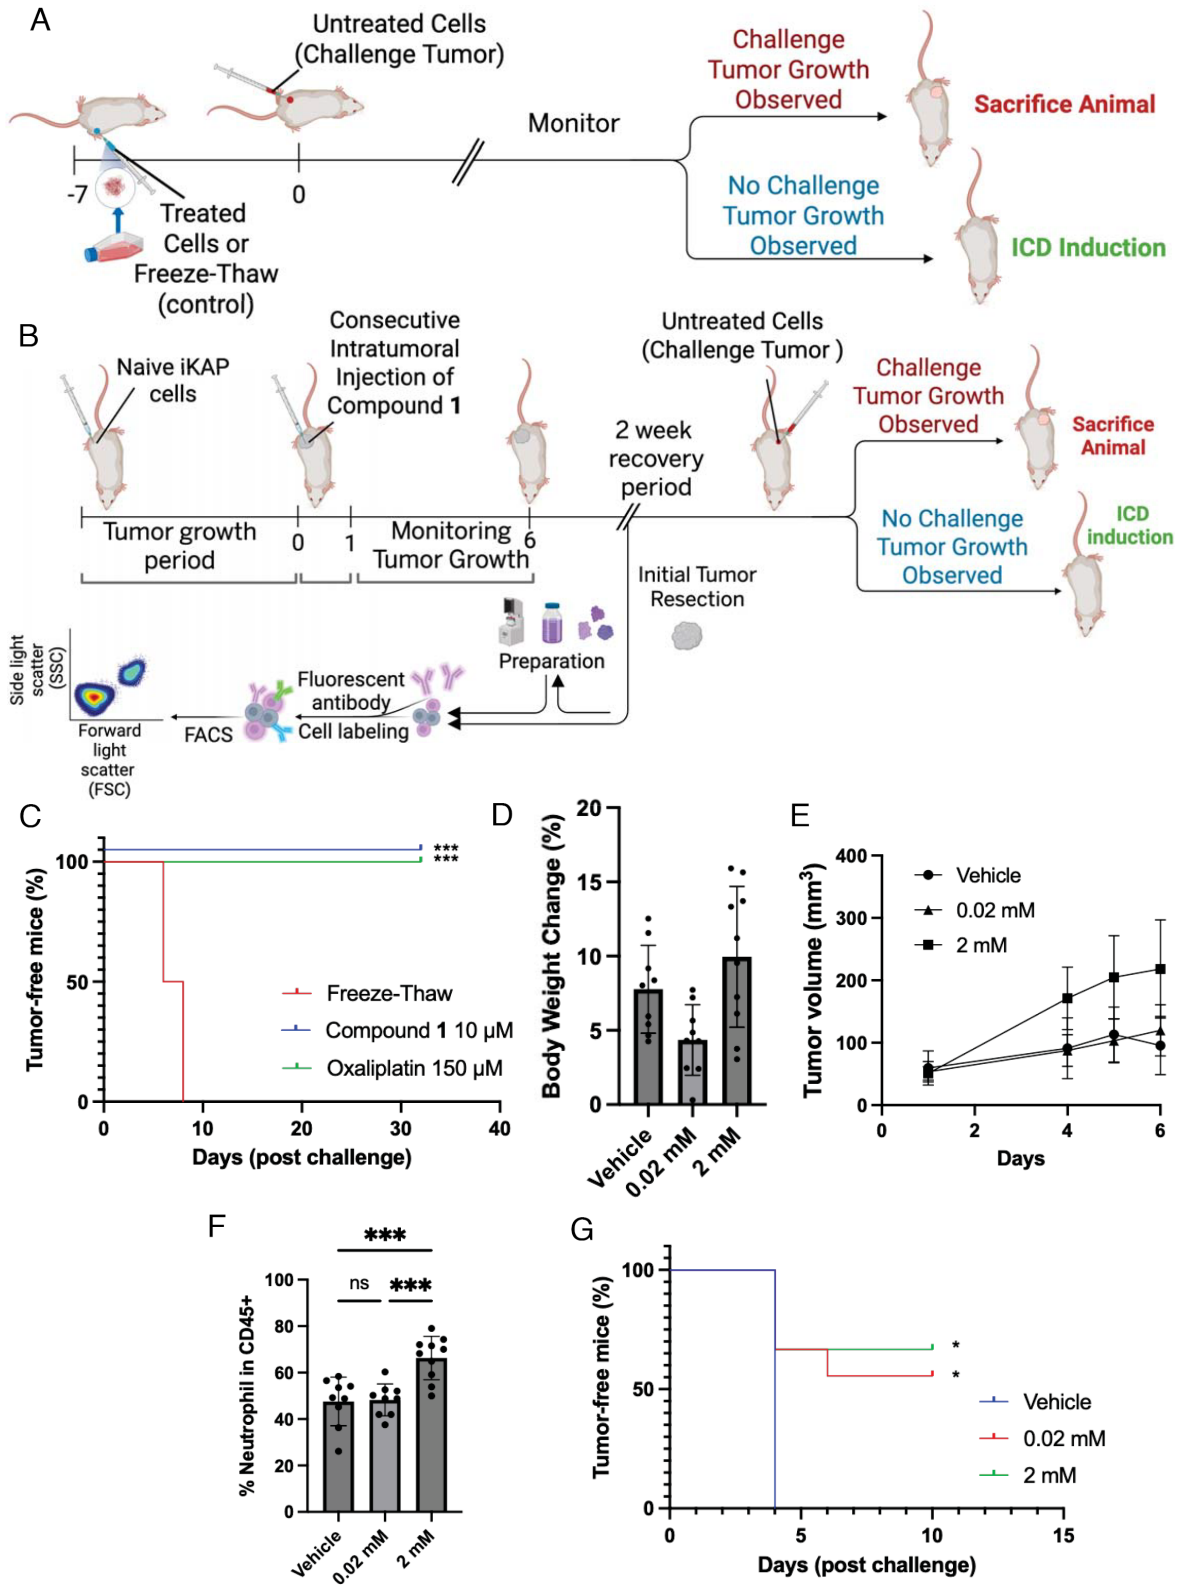 A
Untreated Cells
(Challenge Tumor)
Monitor
Challenge
Tumor Growth
Observed
Sacrifice Animal
-7
0
Treated
Cells or
Freeze-Thaw
(control)
No Challenge
Tumor Growth
Observed
ICD Induction
B
Naive iKAP
cells
Consecutive
Intratumoral
Injection of
Compound 1
Untreated Cells
(Challenge Tumor )
2 week
recovery
period
Challenge
Tumor Growth
Observed
Sacrifice
Animal
No Challenge
Tumor Growth
Observed
ICD
induction
Tumor growth
period
0
1
Monitoring
Tumor Growth
6
Initial Tumor
Resection
Preparation
Fluorescent
antibody
Cell labeling
FACS
Side light
scatter
(SSC)
Forward
light
scatter
(FSC)
C
Tumor-free mice (%)
100
50
0
***
***
Freeze-Thaw
Compound 1 10 µM
Oxaliplatin 150 µM
0 10 20 30 40
Days (post challenge)
D
Body Weight Change (%)
20
15
10
5
0
Vehicle
0.02 mM
2 mM
E
Tumor volume (mm3)
400
300
200
100
0
Vehicle
0.02 mM
2 mM
0 2 4 6
Days
F
% Neutrophil in CD45+
***
ns ***
100
80
60
40
20
0
Vehicle
0.02 mM
2 mM
G
Tumor-free mice (%)
100
50
0
*
*
Vehicle
0.02 mM
2 mM
0 5 10 15
Days (post challenge)